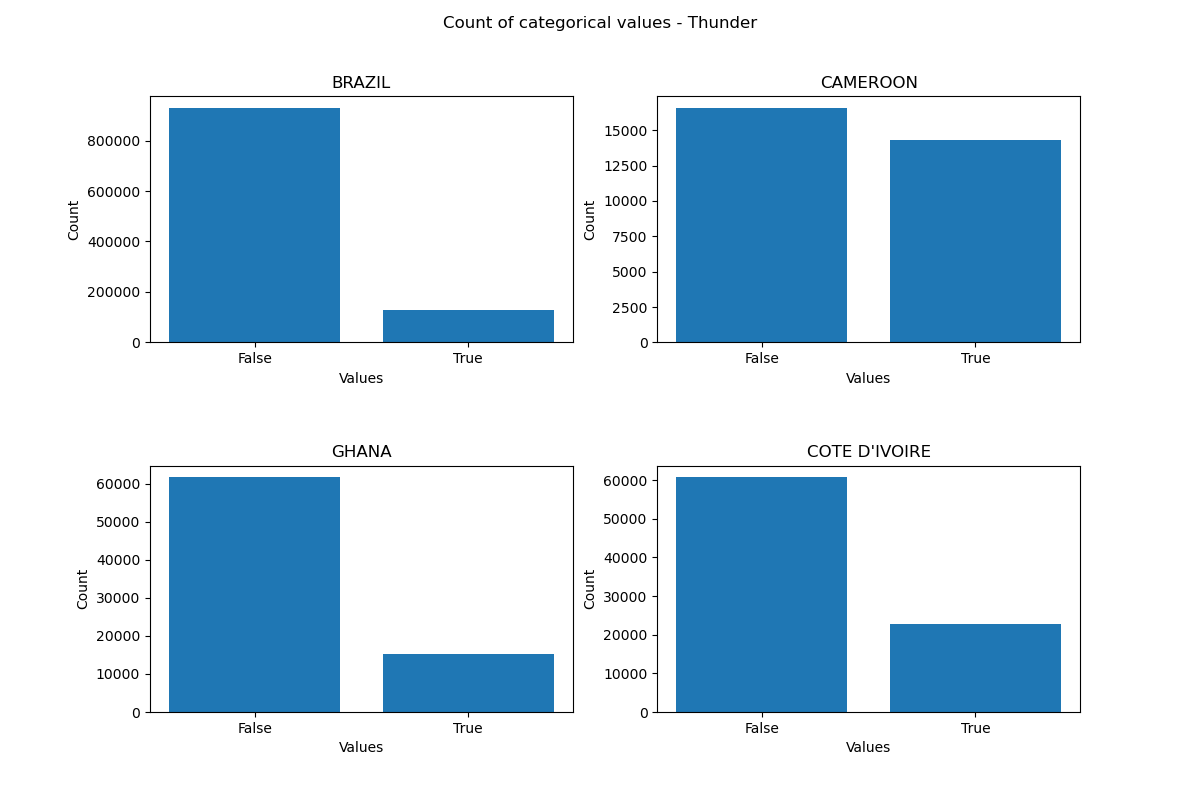 Count of categorical values - Thunder
BRAZIL
800000
600000
400000
200000
0
Count
False
True
Values
CAMEROON
15000
12500
10000
7500
5000
2500
0
Count
False
True
Values
GHANA
60000
50000
40000
30000
20000
10000
0
Count
False
True
Values
COTE D'IVOIRE
60000
50000
40000
30000
20000
10000
0
Count
False
True
Values